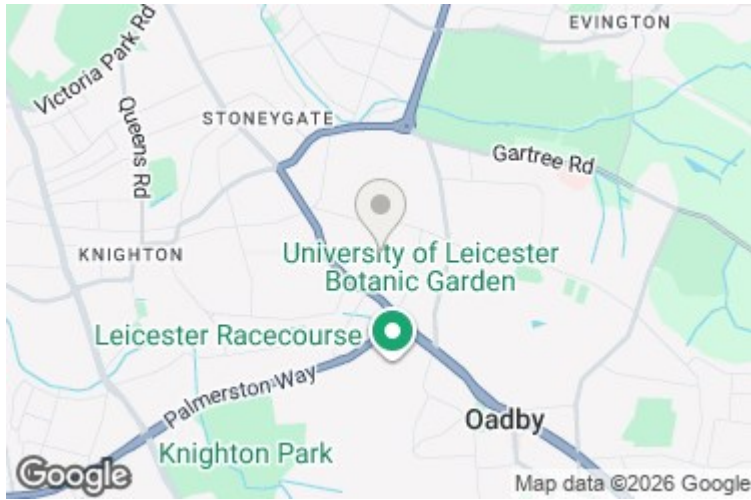 EVINGTON
Victoria Park Rd
Queens Rd
STONEYGATE
Gartree Rd
KNIGHTON
University of Leicester
Botanic Garden
Leicester Racecourse
Palmerston Way
Oadby
Knighton Park
Google
Map data ©2026 Google